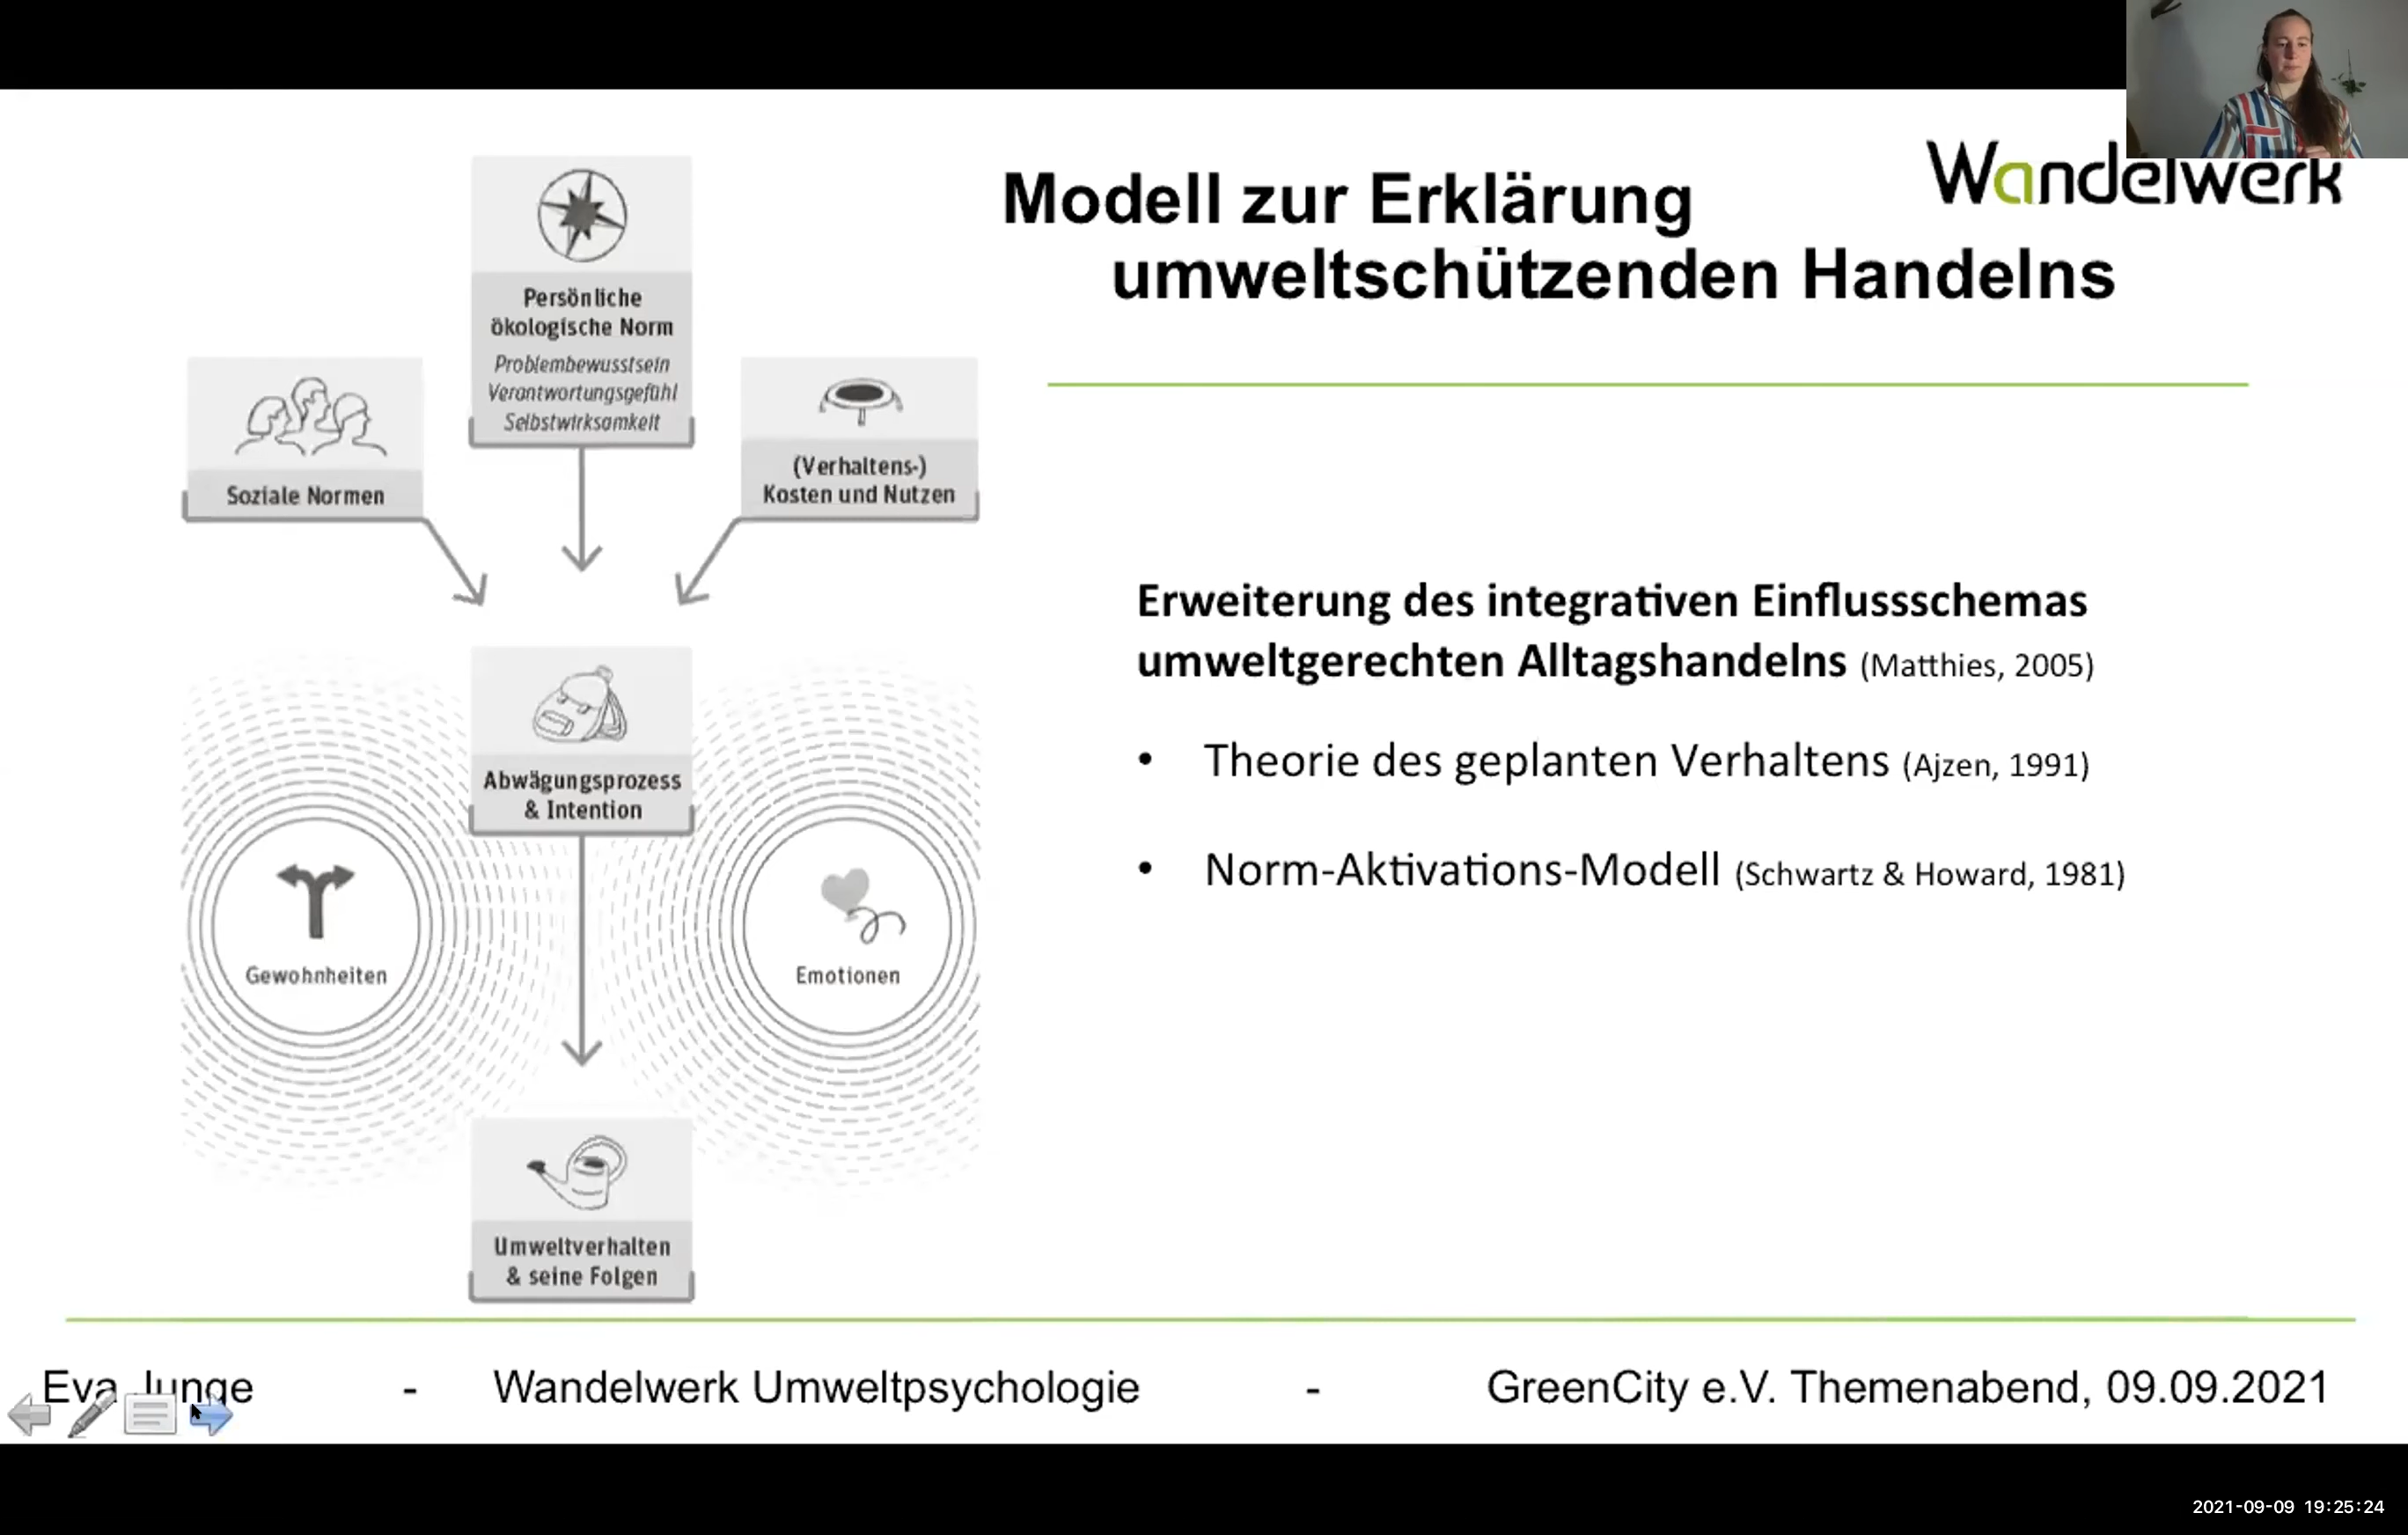 Wandelwerk
Modell zur Erklärung
umweltschützenden Handelns
Persönliche
ökologische Norm
Problembewusstsein
Verantwortungsgefühl
Selbstwirksamkeit
Soziale Normen
(Verhaltens-)
Kosten und Nutzen
Abwägungsprozess
& Intention
Gewohnheiten
Emotionen
Umweltverhalten
& seine Folgen
Erweiterung des integrativen Einflussschemas
umweltgerechten Alltagshandelns (Matthies, 2005)
• Theorie des geplanten Verhaltens (Ajzen, 1991)
• Norm-Aktivations-Modell (Schwartz & Howard, 1981)
Eva Junge - Wandelwerk Umweltpsychologie - GreenCity e.V. Themenabend, 09.09.2021
2021-09-09 19:25:24